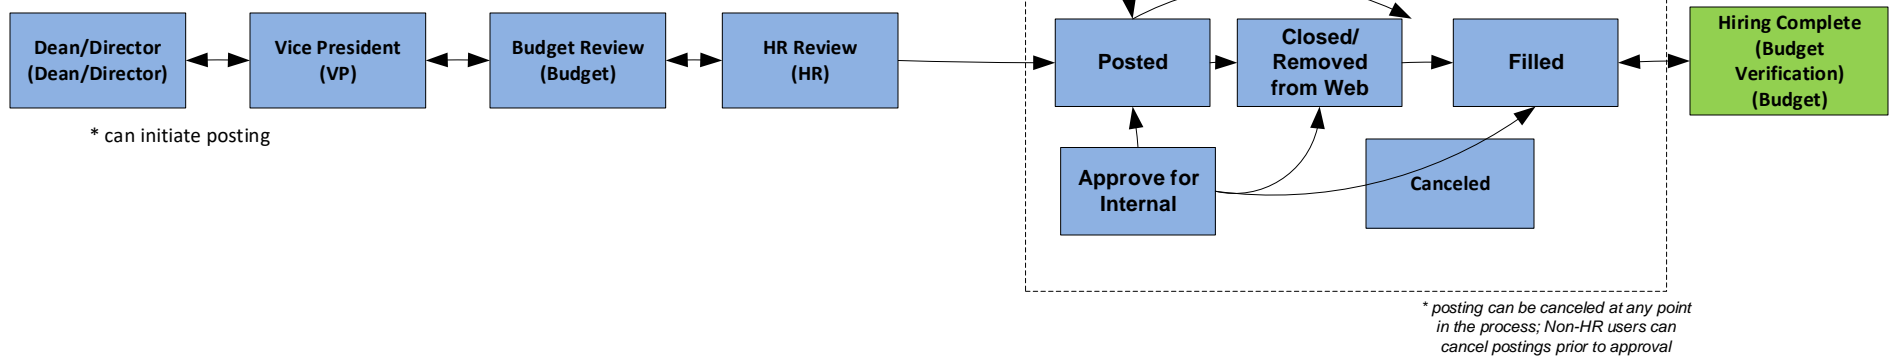 Dean/Director
(Dean/Director)
Vice President
(VP)
Budget Review
(Budget)
HR Review
(HR)
Posted
Closed/
Removed
from Web
Filled
Hiring Complete
(Budget
Verification)
(Budget)
* can initiate posting
Approve for
Internal
Canceled
* posting can be canceled at any point
in the process; Non-HR users can
cancel postings prior to approval